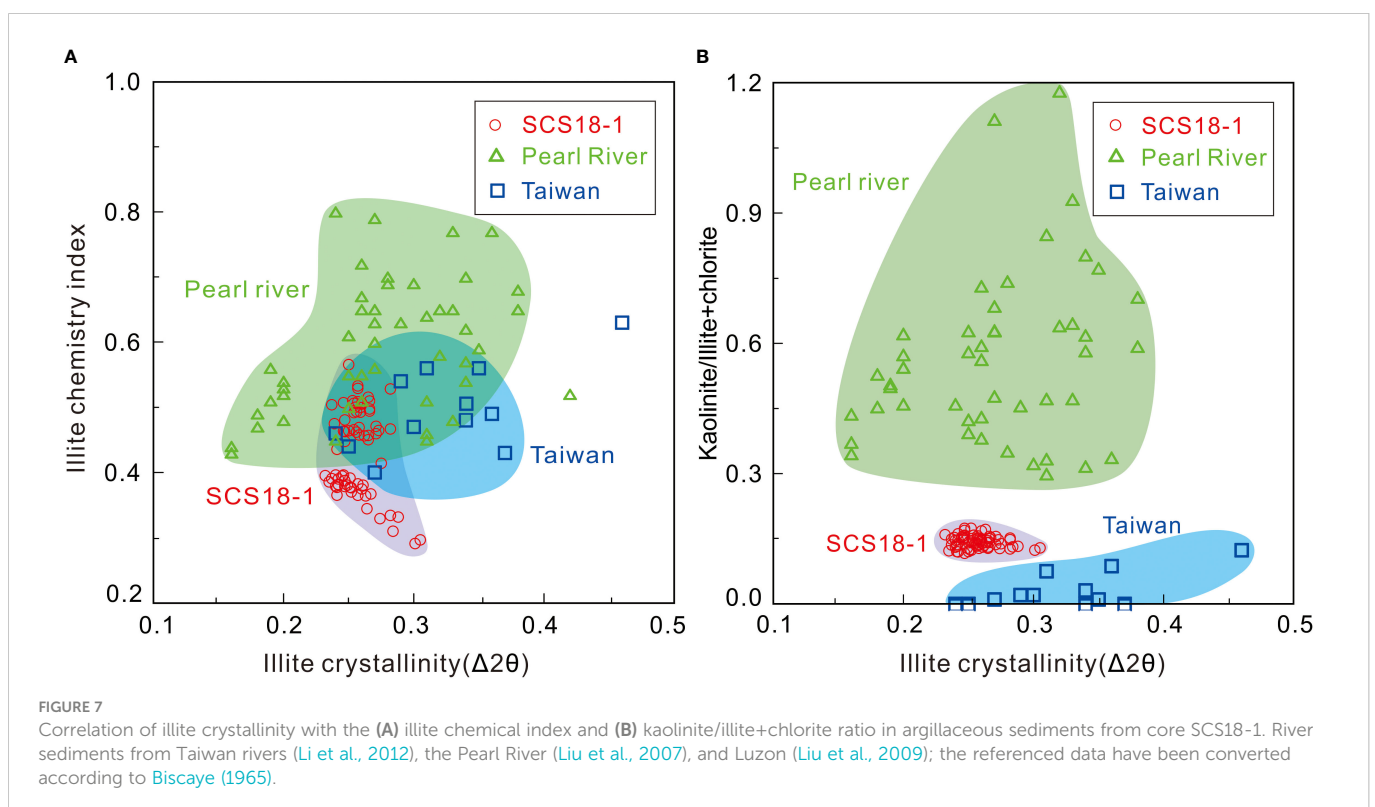 A
1.0
0.8
0.6
0.4
0.2
0.1
0.2
0.3
0.4
0.5
Illite chemistry index
Illite crystallinity(Δ2θ)
SCS18-1
Pearl River
Taiwan
Pearl river
Taiwan
SCS18-1
B
1.2
0.9
0.6
0.3
0.0
0.1
0.2
0.3
0.4
0.5
Kaolinite/Illite+chlorite
Illite crystallinity(Δ2θ)
SCS18-1
Pearl River
Taiwan
Pearl river
Taiwan
SCS18-1
FIGURE 7
Correlation of illite crystallinity with the (A) illite chemical index and (B) kaolinite/illite+chlorite ratio in argillaceous sediments from core SCS18-1. River
sediments from Taiwan rivers (Li et al., 2012), the Pearl River (Liu et al., 2007), and Luzon (Liu et al., 2009); the referenced data have been converted
according to Biscaye (1965).